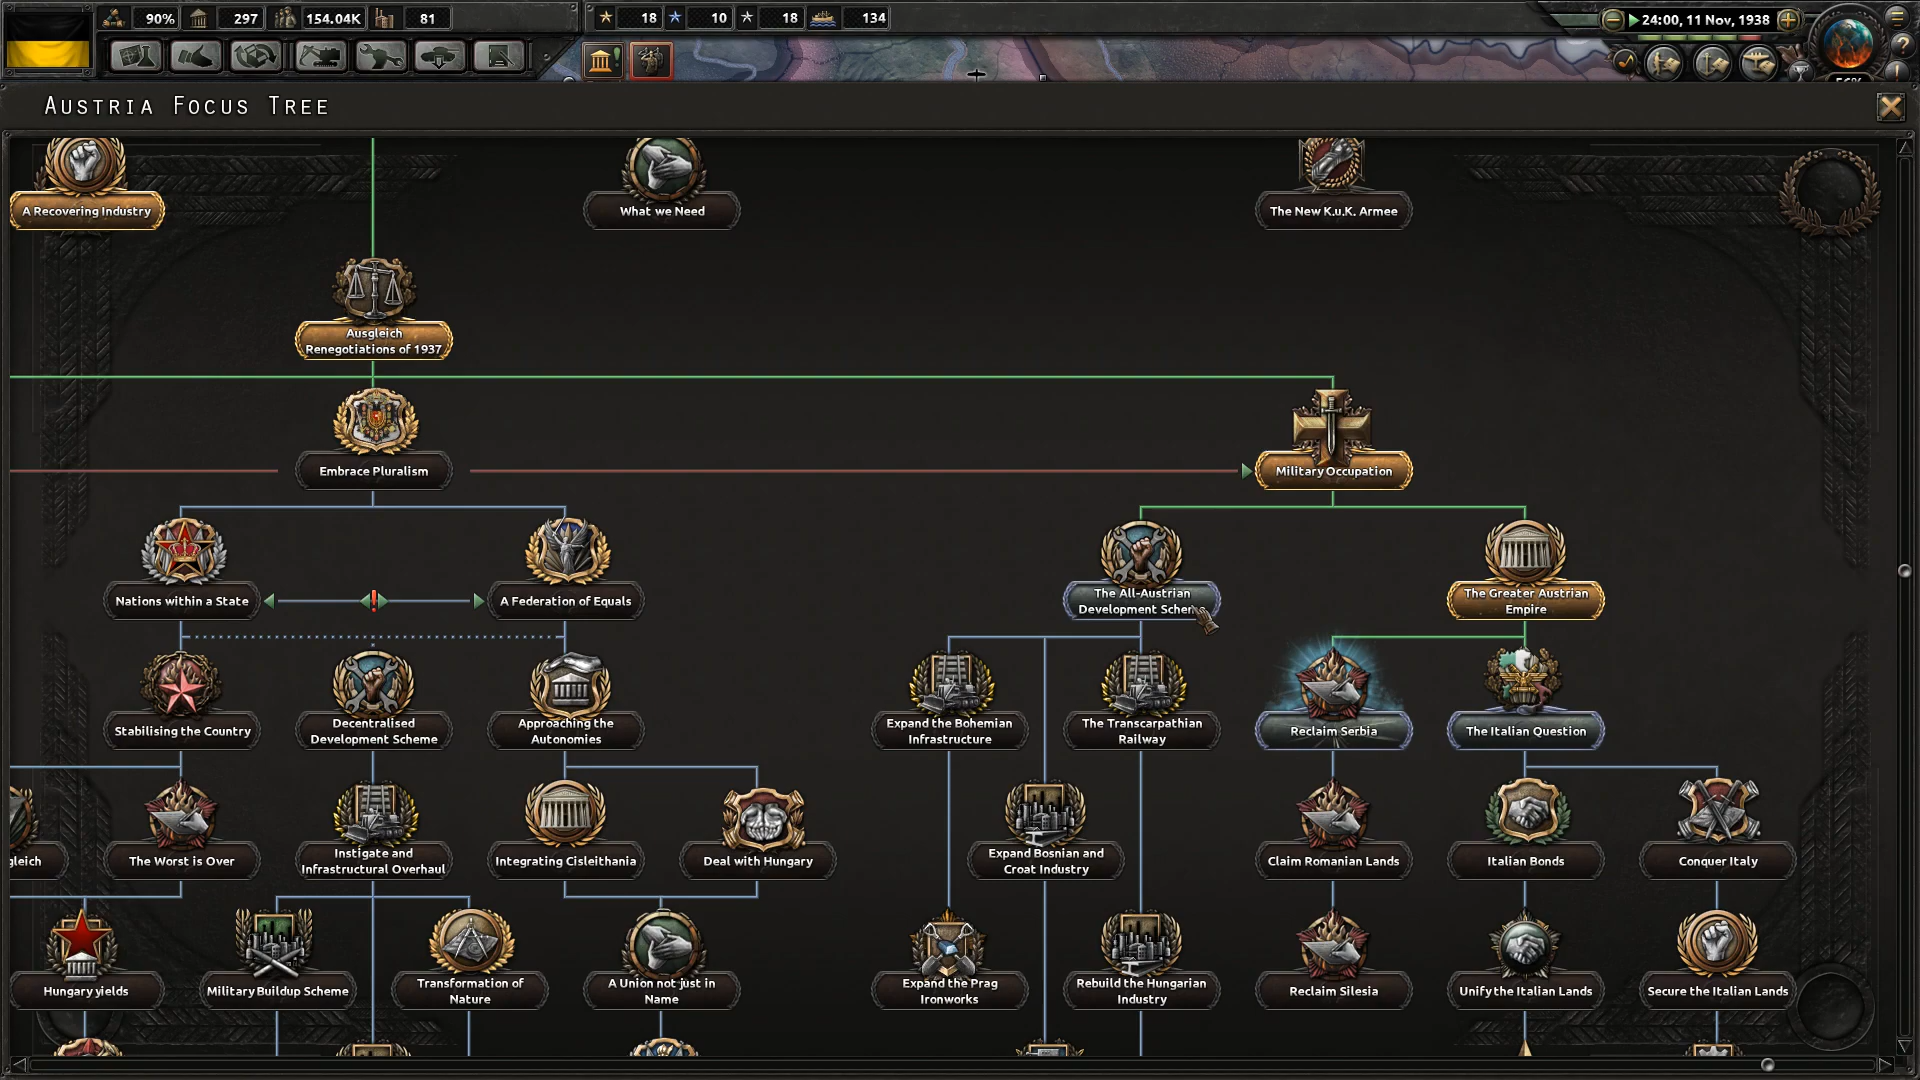 90%
297
154.04K
81
18
10
18
134
24:00, 11 Nov, 1938
56%
Austria Focus Tree
A Recovering Industry
What we Need
The New K.u.K. Armee
Ausgleich
Renegotiations of 1937
Embrace Pluralism
Military Occupation
Nations within a State
A Federation of Equals
The All-Austrian
Development Scheme
The Greater Austrian
Empire
Stabilising the Country
Decentralised
Development Scheme
Approaching the
Autonomies
Expand the Bohemian
Infrastructure
The Transcarpathian
Railway
Reclaim Serbia
The Italian Question
gleich
The Worst is Over
Instigate and
Infrastructural Overhaul
Integrating Cisleithania
Deal with Hungary
Expand Bosnian and
Croat Industry
Claim Romanian Lands
Italian Bonds
Conquer Italy
Hungary yields
Military Buildup Scheme
Transformation of
Nature
A Union not just in
Name
Expand the Prag
Ironworks
Rebuild the Hungarian
Industry
Reclaim Silesia
Unify the Italian Lands
Secure the Italian Lands